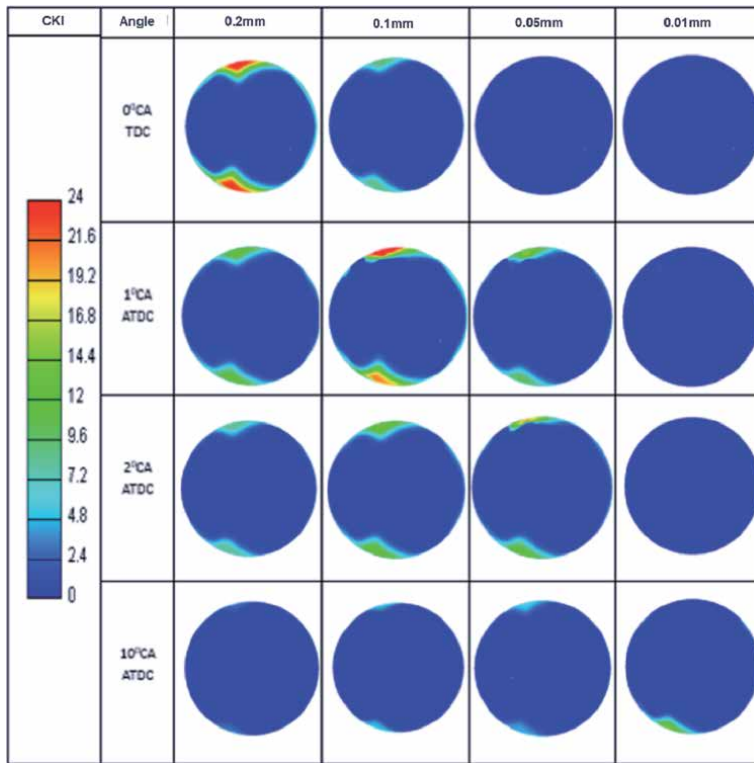 CKI Angle 0.2mm 0.1mm 0.05mm 0.01mm
0⁰CA
TDC
24
21.6
19.2
16.8
14.4
12
9.6
7.2
4.8
2.4
0
1⁰CA
ATDC
2⁰CA
ATDC
10⁰CA
ATDC